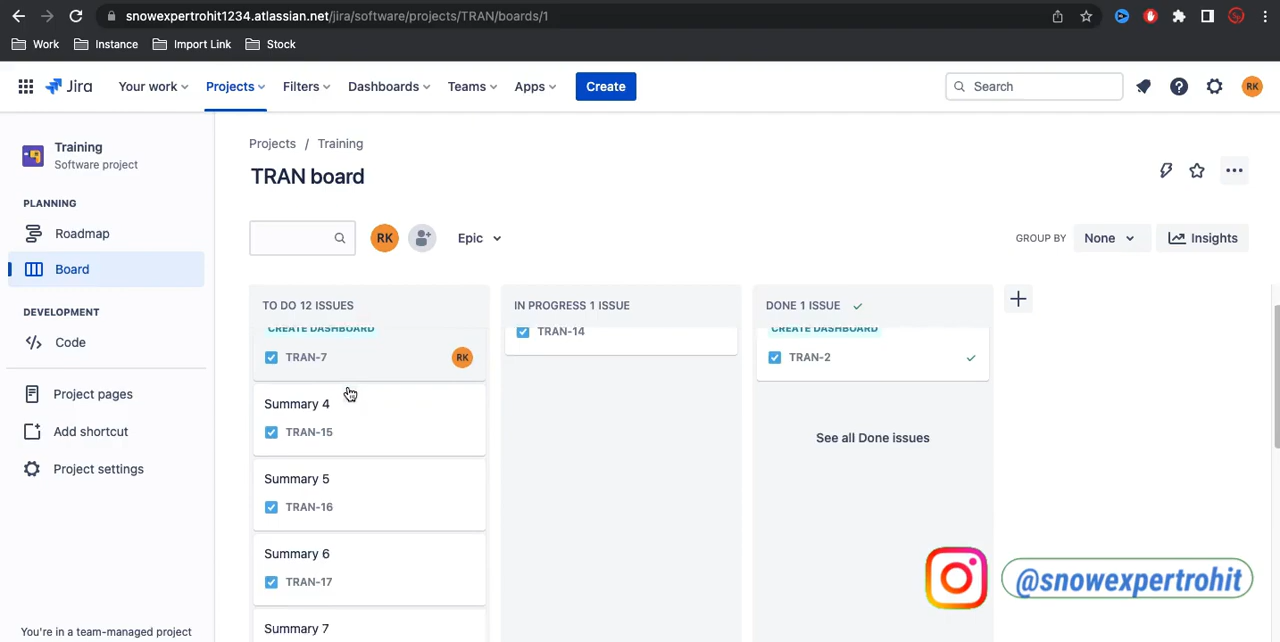 snowexpertrohit1234.atlassian.net/jira/software/projects/TRAN/boards/1
Work Instance Import Link Stock
Jira Your work Projects Filters Dashboards Teams Apps Create Search RK
Training
Software project
PLANNING
Roadmap
Board
DEVELOPMENT
Code
Project pages
Add shortcut
Project settings
You're in a team-managed project
Projects / Training
TRAN board
RK Epic GROUP BY None Insights
TO DO 12 ISSUES
CREATE DASHBOARD
TRAN-7 RK
Summary 4
TRAN-15
Summary 5
TRAN-16
Summary 6
TRAN-17
Summary 7
IN PROGRESS 1 ISSUE
TRAN-14
DONE 1 ISSUE
CREATE DASHBOARD
TRAN-2
See all Done issues
@snowexpertrohit